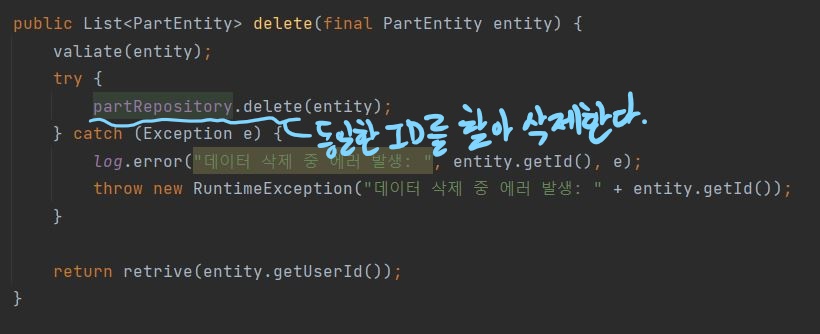 public List<PartEntity> delete(final PartEntity entity) {
valiate(entity);
try {
partRepository.delete(entity);
동일한 ID를 찾아 삭제한다.
} catch (Exception e) {
log.error("데이터 삭제 중 에러 발생: ", entity.getId(), e);
throw new RuntimeException("데이터 삭제 중 에러 발생: " + entity.getId());
}
return retrive(entity.getUserId());
}